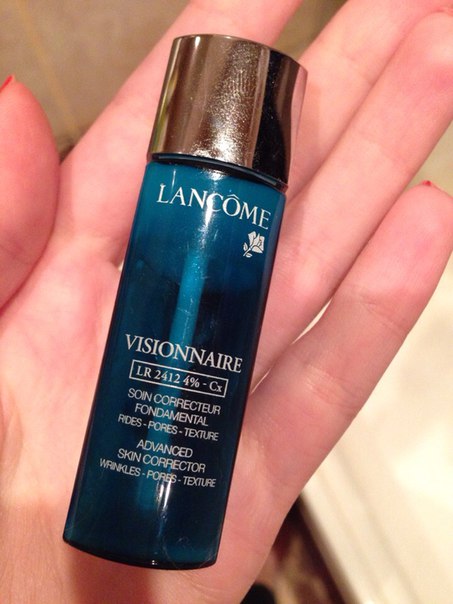 LANCÔME
VISIONNAIRE
LR 2412 4% - Cx
SOIN CORRECTEUR
FONDAMENTAL
RIDES - PORES - TEXTURE
ADVANCED
SKIN CORRECTOR
WRINKLES - PORES - TEXTURE